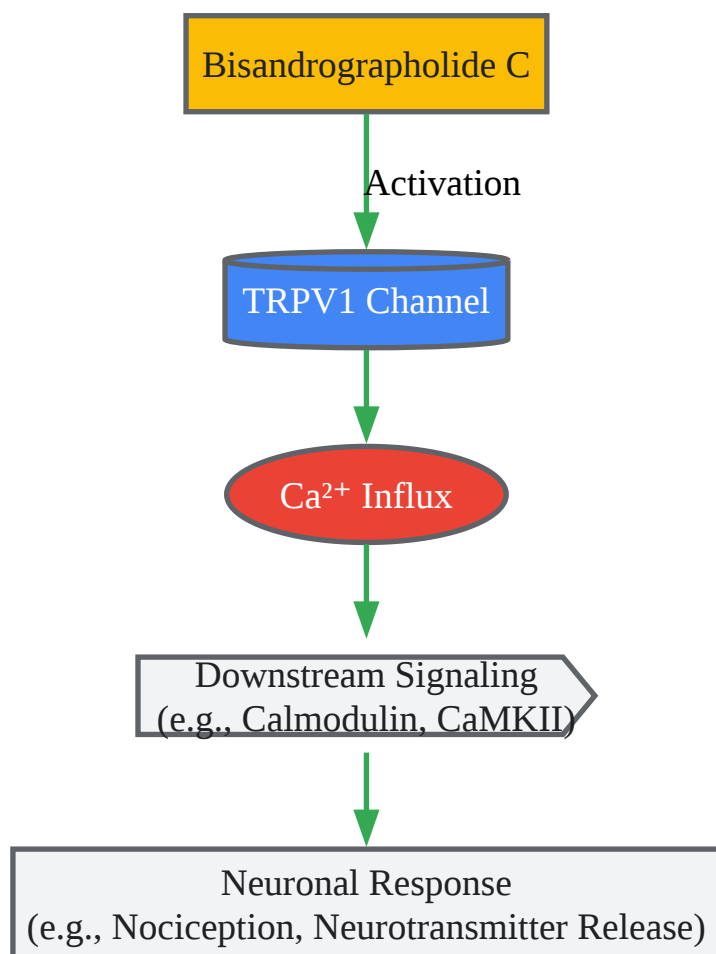 Bisandrographolide C
Activation
TRPV1 Channel
Ca²⁺ Influx
Downstream Signaling
(e.g., Calmodulin, CaMKII)
Neuronal Response
(e.g., Nociception, Neurotransmitter Release)